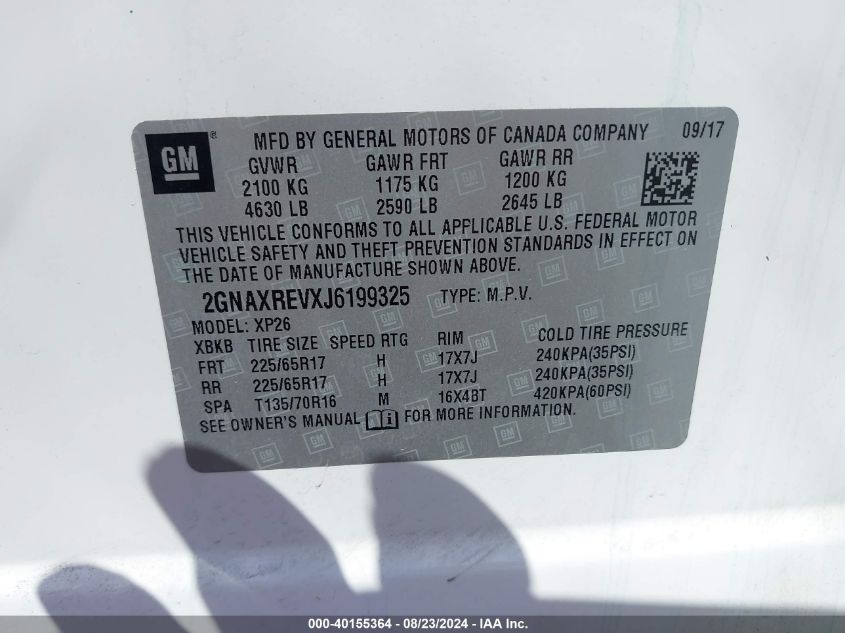 GM ® MFD BY GENERAL MOTORS OF CANADA COMPANY 09/17
GVWR GAWR FRT GAWR RR
2100 KG 1175 KG 1200 KG
4630 LB 2590 LB 2645 LB
THIS VEHICLE CONFORMS TO ALL APPLICABLE U.S. FEDERAL MOTOR
VEHICLE SAFETY AND THEFT PREVENTION STANDARDS IN EFFECT ON
THE DATE OF MANUFACTURE SHOWN ABOVE.
2GNAXREVXJ6199325 TYPE: M.P.V.
MODEL: XP26
XBKB TIRE SIZE SPEED RTG RIM COLD TIRE PRESSURE
FRT 225/65R17 H 17X7J 240KPA(35PSI)
RR 225/65R17 H 17X7J 240KPA(35PSI)
SPA T135/70R16 M 16X4BT 420KPA(60PSI)
SEE OWNER'S MANUAL i FOR MORE INFORMATION.
000-40155364 - 08/23/2024 - IAA Inc.